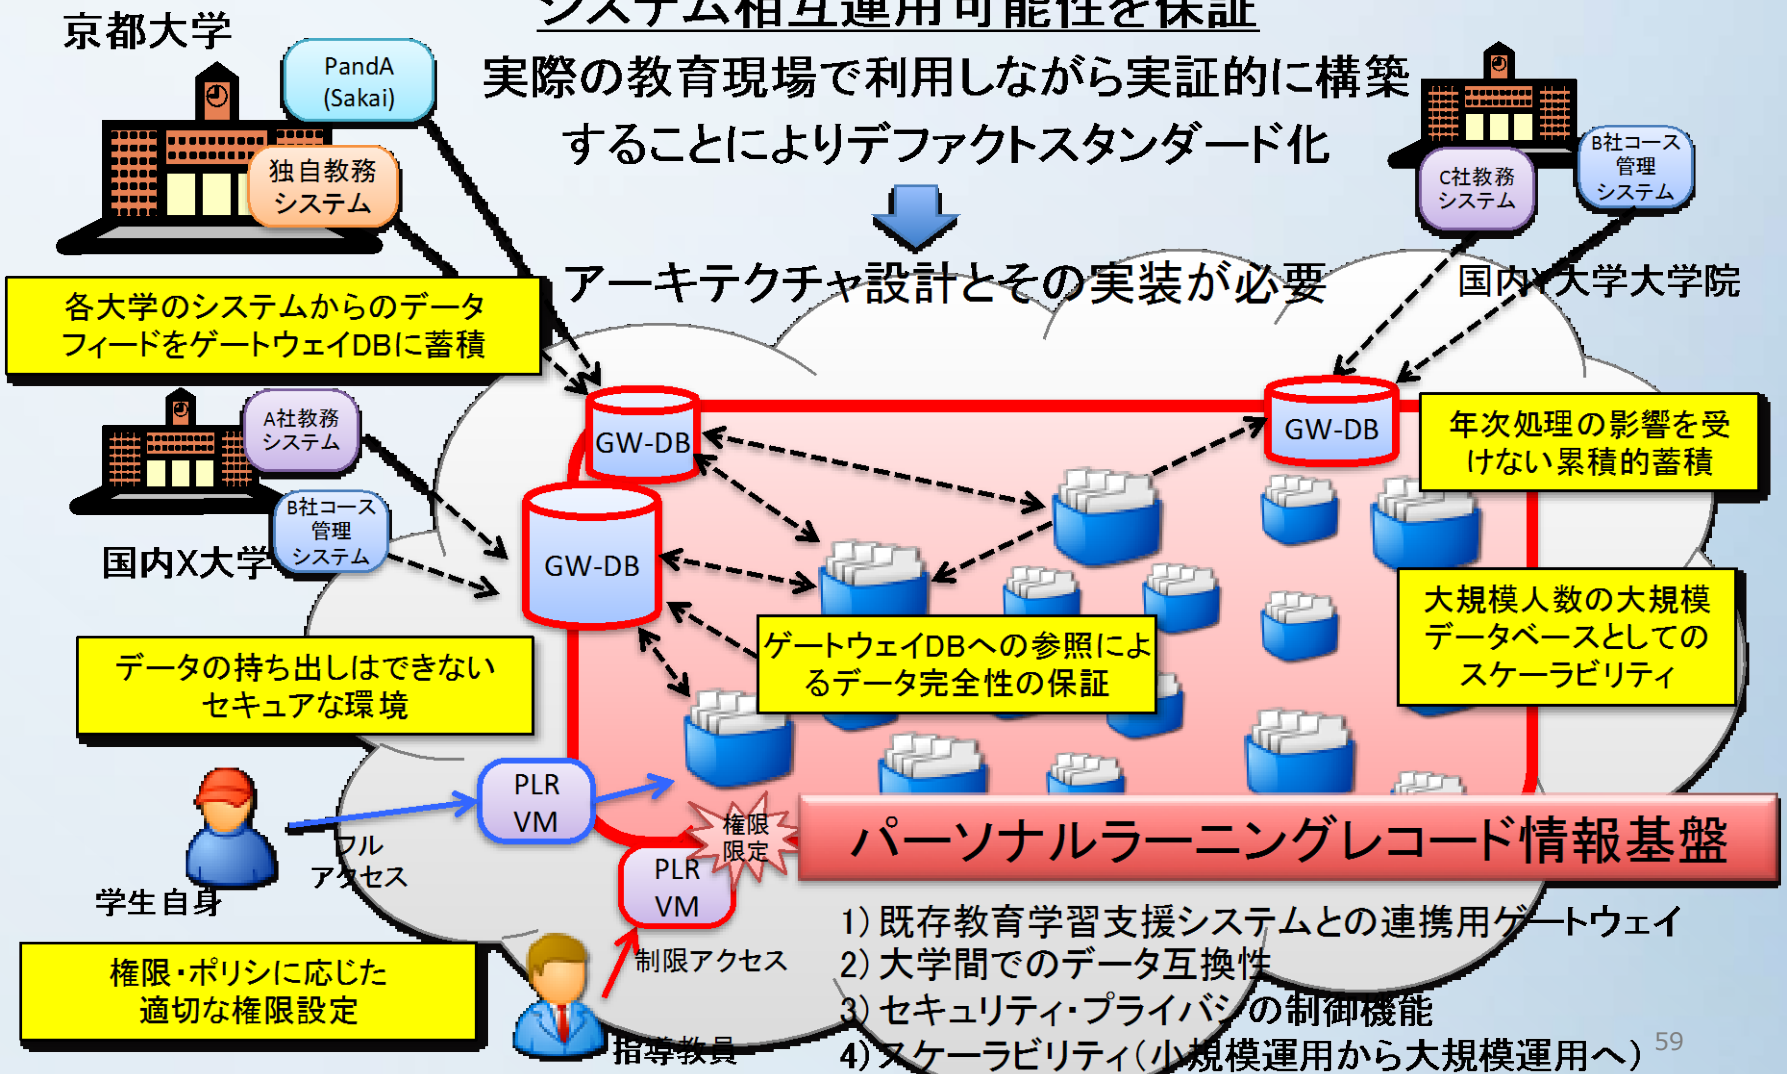 システム相互運用可能性を保証
京都大学
PandA
(Sakai)
独自教務
システム
実際の教育現場で利用しながら実証的に構築
することによりデファクトスタンダード化
C社教務
システム
B社コース
管理
システム
アーキテクチャ設計とその実装が必要
国内Y大学大学院
各大学のシステムからのデータ
フィードをゲートウェイDBに蓄積
A社教務
システム
B社コース
管理
システム
国内X大学
GW-DB
GW-DB
GW-DB
年次処理の影響を受
けない累積的蓄積
大規模人数の大規模
データベースとしての
スケーラビリティ
ゲートウェイDBへの参照によ
るデータ完全性の保証
データの持ち出しはできない
セキュアな環境
PLR
VM
フル
アクセス
学生自身
権限
限定
PLR
VM
パーソナルラーニングレコード情報基盤
権限・ポリシに応じた
適切な権限設定
制限アクセス
指導教員
1) 既存教育学習支援システムとの連携用ゲートウェイ
2) 大学間でのデータ互換性
3) セキュリティ・プライバシの制御機能
4) スケーラビリティ(小規模運用から大規模運用へ)
59